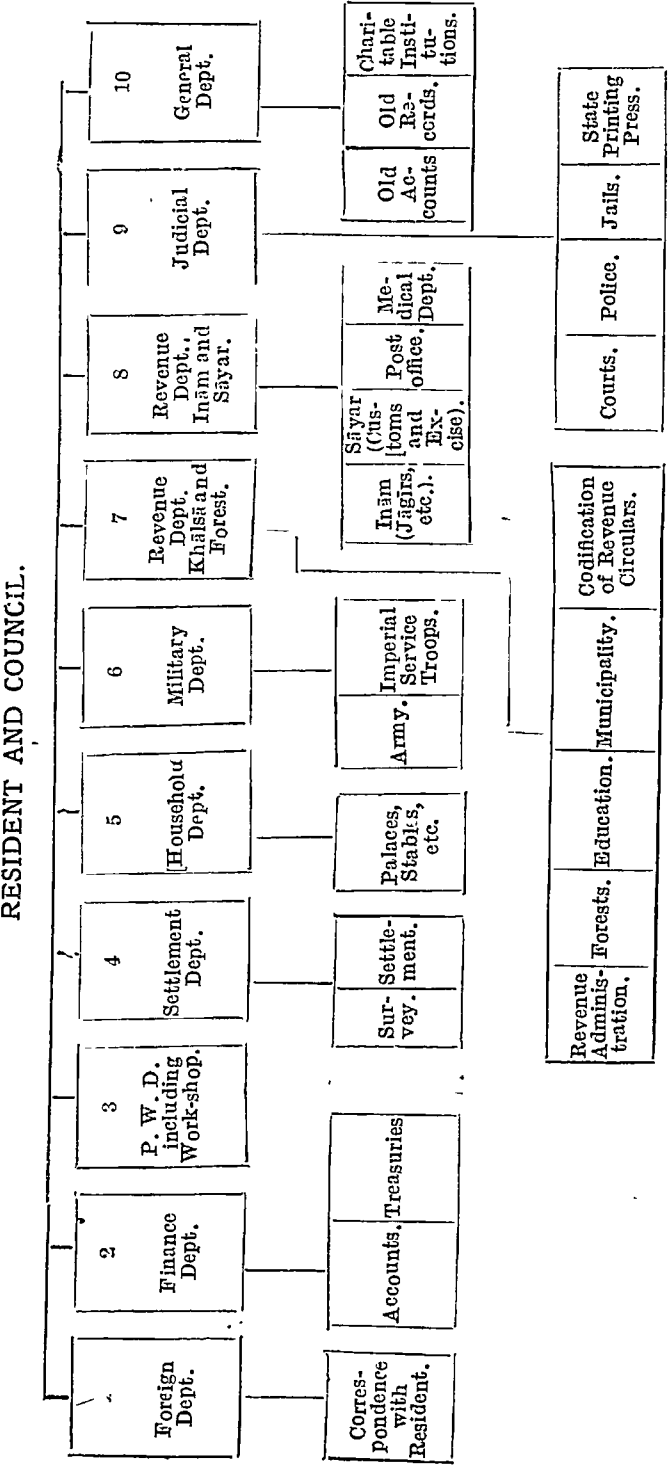 RESIDENT AND COUNCIL.
Foreign
Dept.
Corres-
pondence
with
Resident.
2
Finance
Dept.
Accounts.
Treasuries
3
P. W. D.
including
Work-shop.
4
Settlement
Dept.
Sur-
vey.
Settle-
ment.
5
[Household
Dept.
Palaces,
Stables,
etc.
6
Military
Dept.
Army.
Imperial
Service
Troops.
7
Revenue
Dept.
Khālsā and
Forest.
Revenue
Adminis-
tration.
Forests.
Education.
Municipality.
Codification
of Revenue
Circulars.
8
Revenue
Dept.,
Inām and
Sāyar.
Inām
(Jāgīrs,
etc.).
Sāyar
(Cus-
[toms
and
Ex-
cise).
Post
office.
Me-
dical
Dept.
9
Judicial
Dept.
Courts.
Police.
Jails.
State
Printing
Press.
10
General
Dept.
Old
Ac-
counts
Old
Re-
cords.
Chari-
table
Insti-
tu-
tions.